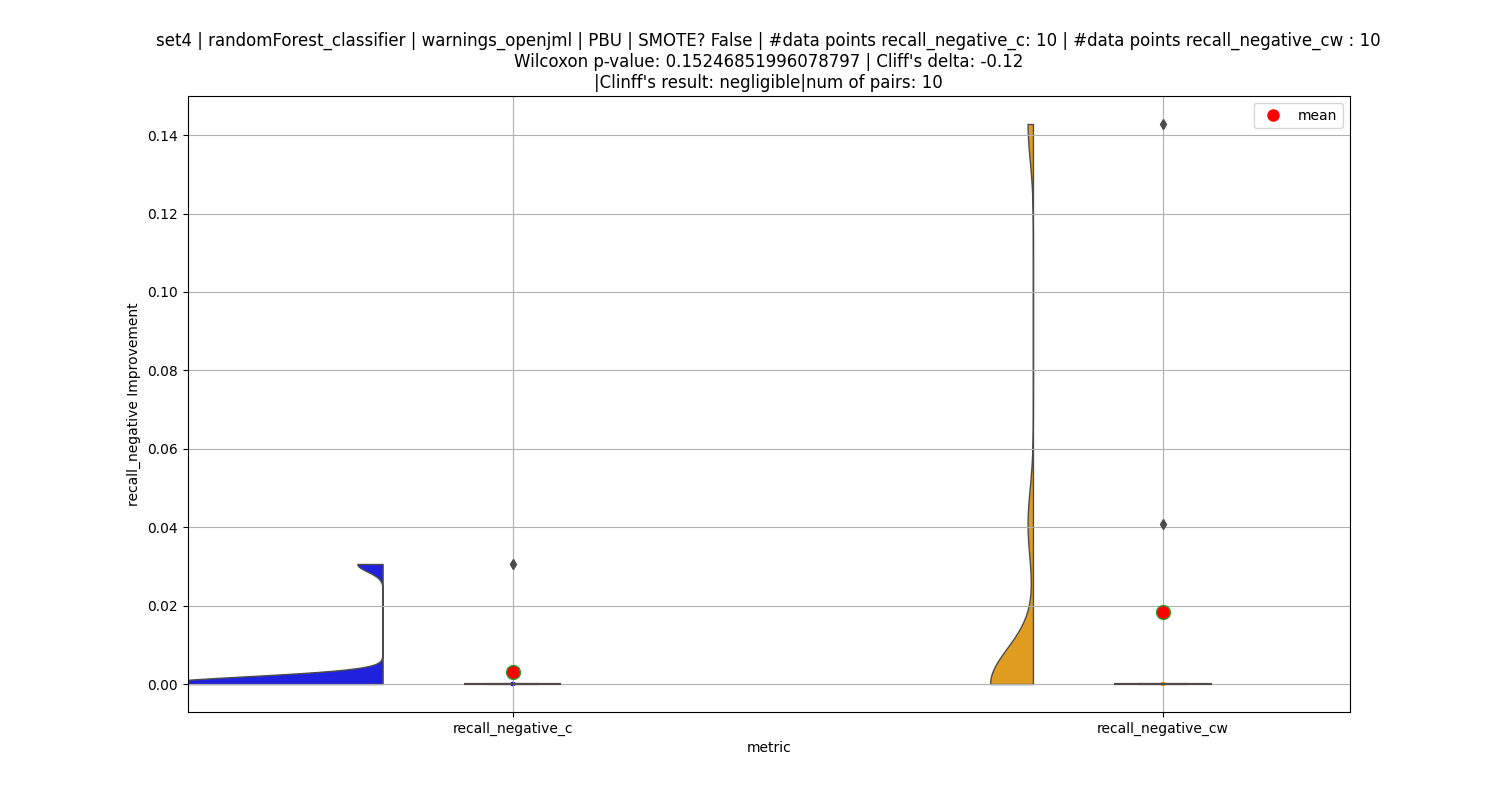 set4 | randomForest_classifier | warnings_openjml | PBU | SMOTE? False | #data points recall_negative_c: 10 | #data points recall_negative_cw : 10
Wilcoxon p-value: 0.15246851996078797 | Cliff's delta: -0.12
|Clinff's result: negligible|num of pairs: 10
mean
0.14
0.12
0.10
0.08
0.06
0.04
0.02
0.00
recall_negative Improvement
recall_negative_c
recall_negative_cw
metric